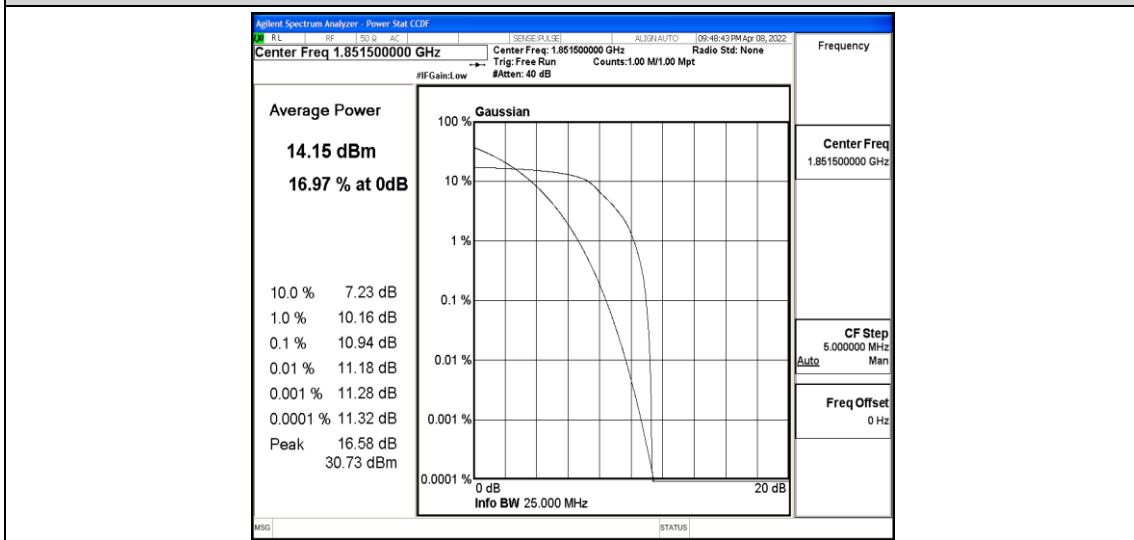 Agilent Spectrum Analyzer - Power Stat CCDF
RL RF 50 Ω AC SENSE:PULSE ALIGNAUTO 09:48:43 PM Apr 08, 2022
Center Freq 1.851500000 GHz
Center Freq: 1.851500000 GHz Radio Std: None
Trig: Free Run Counts:1.00 M/1.00 Mpt
#IFGain:Low #Atten: 40 dB
Frequency
Average Power
14.15 dBm
16.97 % at 0dB
10.0 % 7.23 dB
1.0 % 10.16 dB
0.1 % 10.94 dB
0.01 % 11.18 dB
0.001 % 11.28 dB
0.0001 % 11.32 dB
Peak 16.58 dB
30.73 dBm
Gaussian
100 %
10 %
1 %
0.1 %
0.01 %
0.001 %
0.0001 %
0 dB 20 dB
Info BW 25.000 MHz
Center Freq
1.851500000 GHz
CF Step
5.000000 MHz
Auto Man
Freq Offset
0 Hz
MSG STATUS